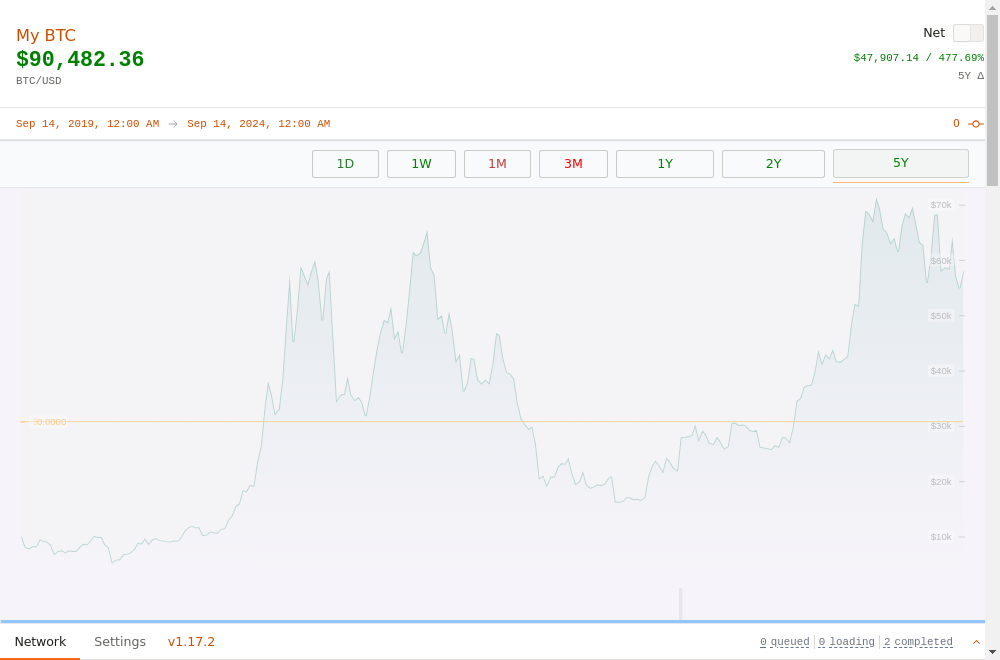 My BTC
Net
$90,482.36
$47,907.14 / 477.69%
BTC/USD
5Y Δ
Sep 14, 2019, 12:00 AM → Sep 14, 2024, 12:00 AM
0
1D 1W 1M 3M 1Y 2Y 5Y
$70k
$60k
$50k
$40k
$30k
$20k
$10k
Network Settings v1.17.2
0 queued 0 loading 2 completed